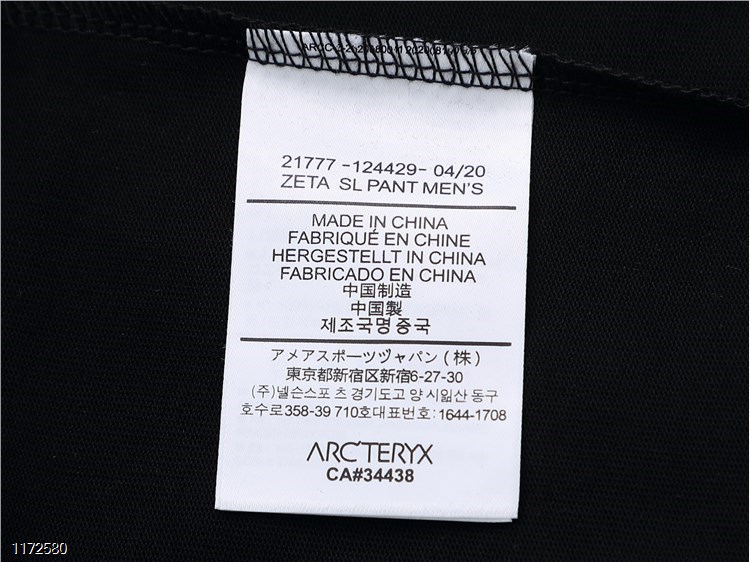 21777 -124429- 04/20
ZETA SL PANT MEN'S
MADE IN CHINA
FABRIQUÉ EN CHINE
HERGESTELLT IN CHINA
FABRICADO EN CHINA
中国制造
中国製
제조국명중국
アメアスポーツヅャパン(株)
東京都新宿区新宿6-27-30
(주)넬슨스포 츠 경기도고 양 시잂산 동구
호수로358-39 710호대표번호: 1644-1708
ARC'TERYX
CA#34438
1172580